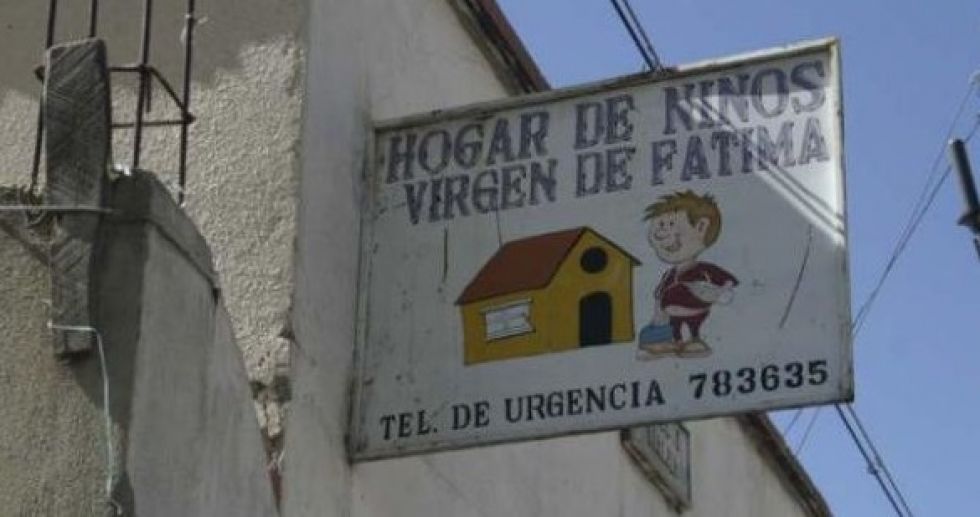 HOGAR DE NINOS
VIRGEN DE FATIMA
TEL. DE URGENCIA 783635